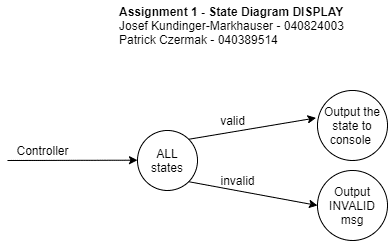 Assignment 1 - State Diagram DISPLAY
Josef Kundinger-Markhauser - 040824003
Patrick Czermak - 040389514
Controller
ALL
states
valid
Output the
state to
console
invalid
Output
INVALID
msg